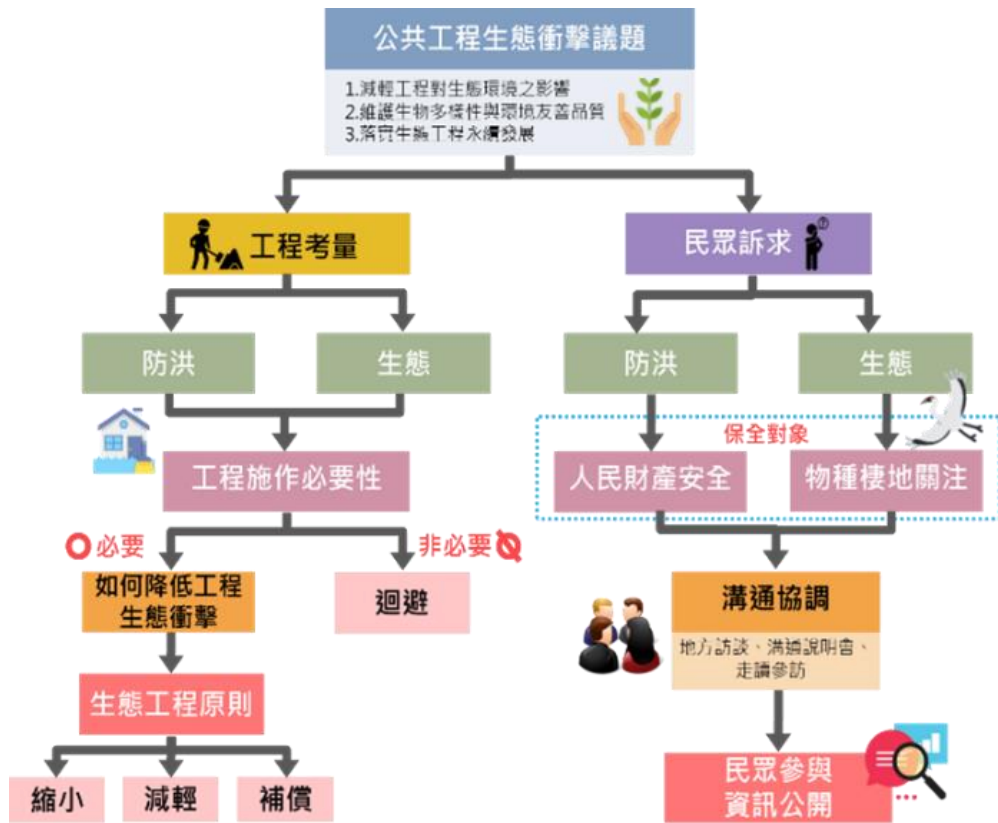 公共工程生態衝擊議題
1.減輕工程對生態環境之影響
2.維護生物多樣性與環境友善品質
3.落實生態工程永續發展
工程考量
民眾訴求
防洪
生態
防洪
生態
保全對象
工程施作必要性
人民財產安全
物種棲地關注
必要
非必要
如何降低工程
生態衝擊
迴避
溝通協調
地方訪談、溝通說明會、
走讀參訪
生態工程原則
縮小
減輕
補償
民眾參與
資訊公開